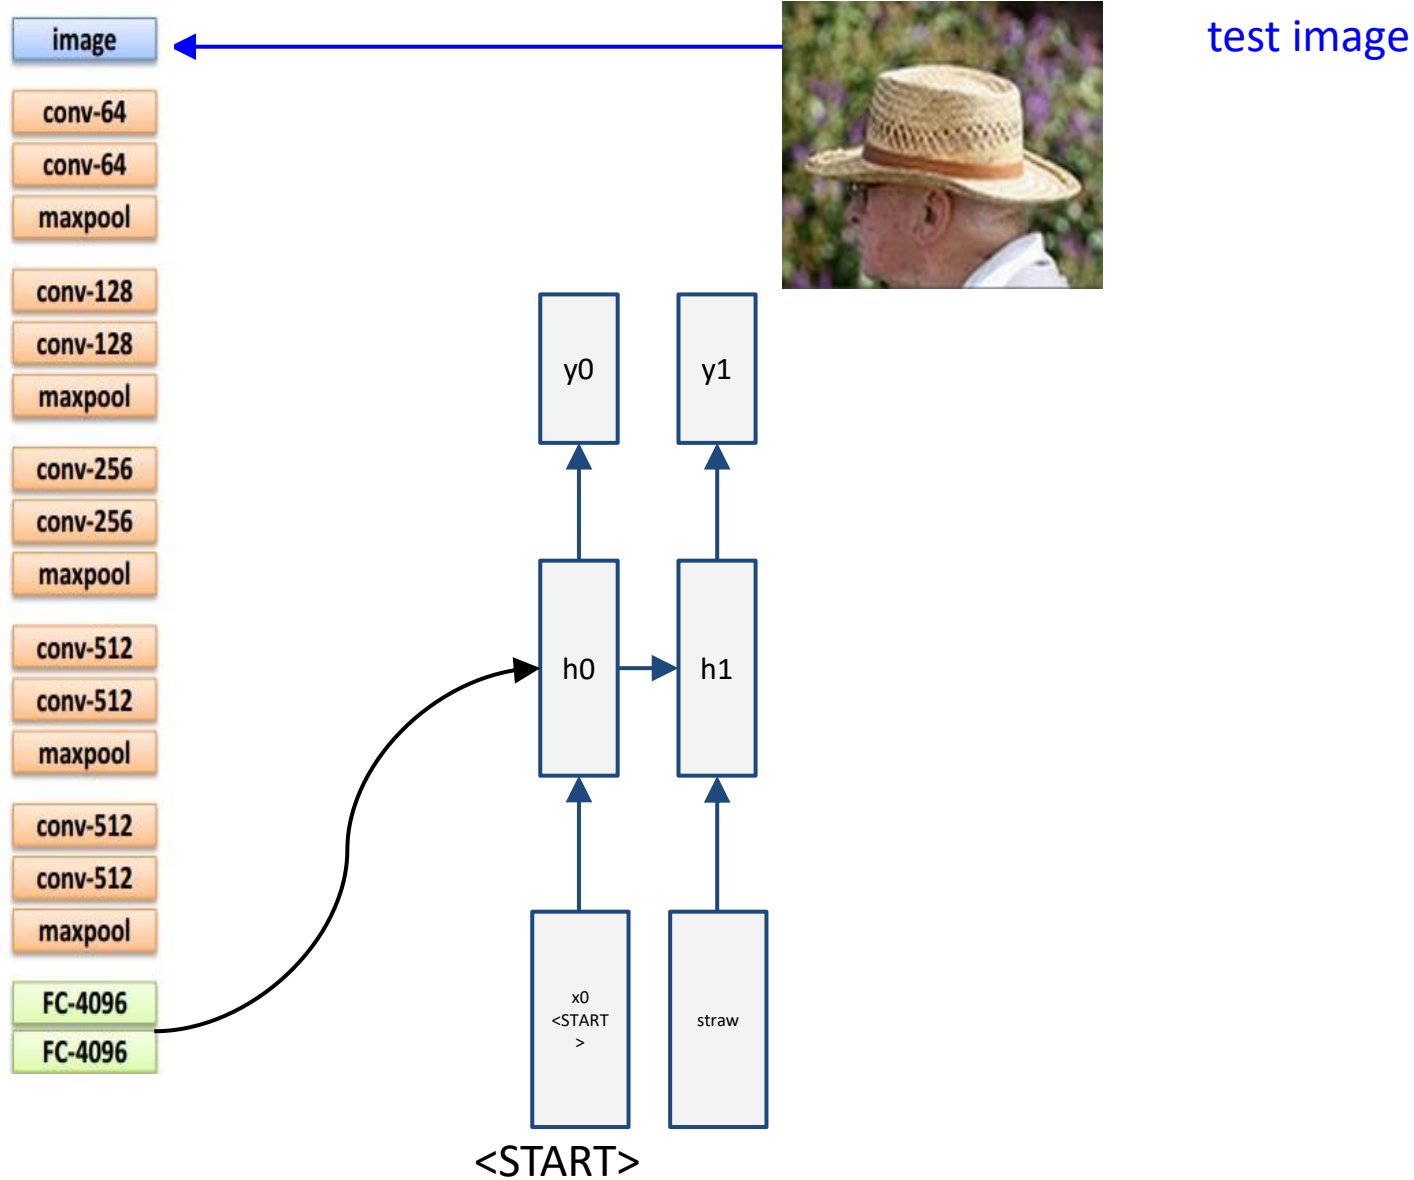 image
test image
conv-64
conv-64
maxpool
conv-128
conv-128
maxpool
conv-256
conv-256
maxpool
conv-512
conv-512
maxpool
conv-512
conv-512
maxpool
FC-4096
FC-4096
y0
y1
h0
h1
x0
<START
>
straw
<START>